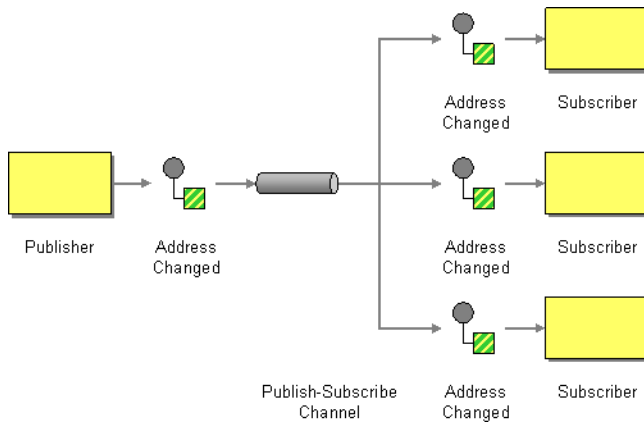 Address
Changed
Subscriber
Publisher
Address
Changed
Address
Changed
Subscriber
Publish-Subscribe
Channel
Address
Changed
Subscriber